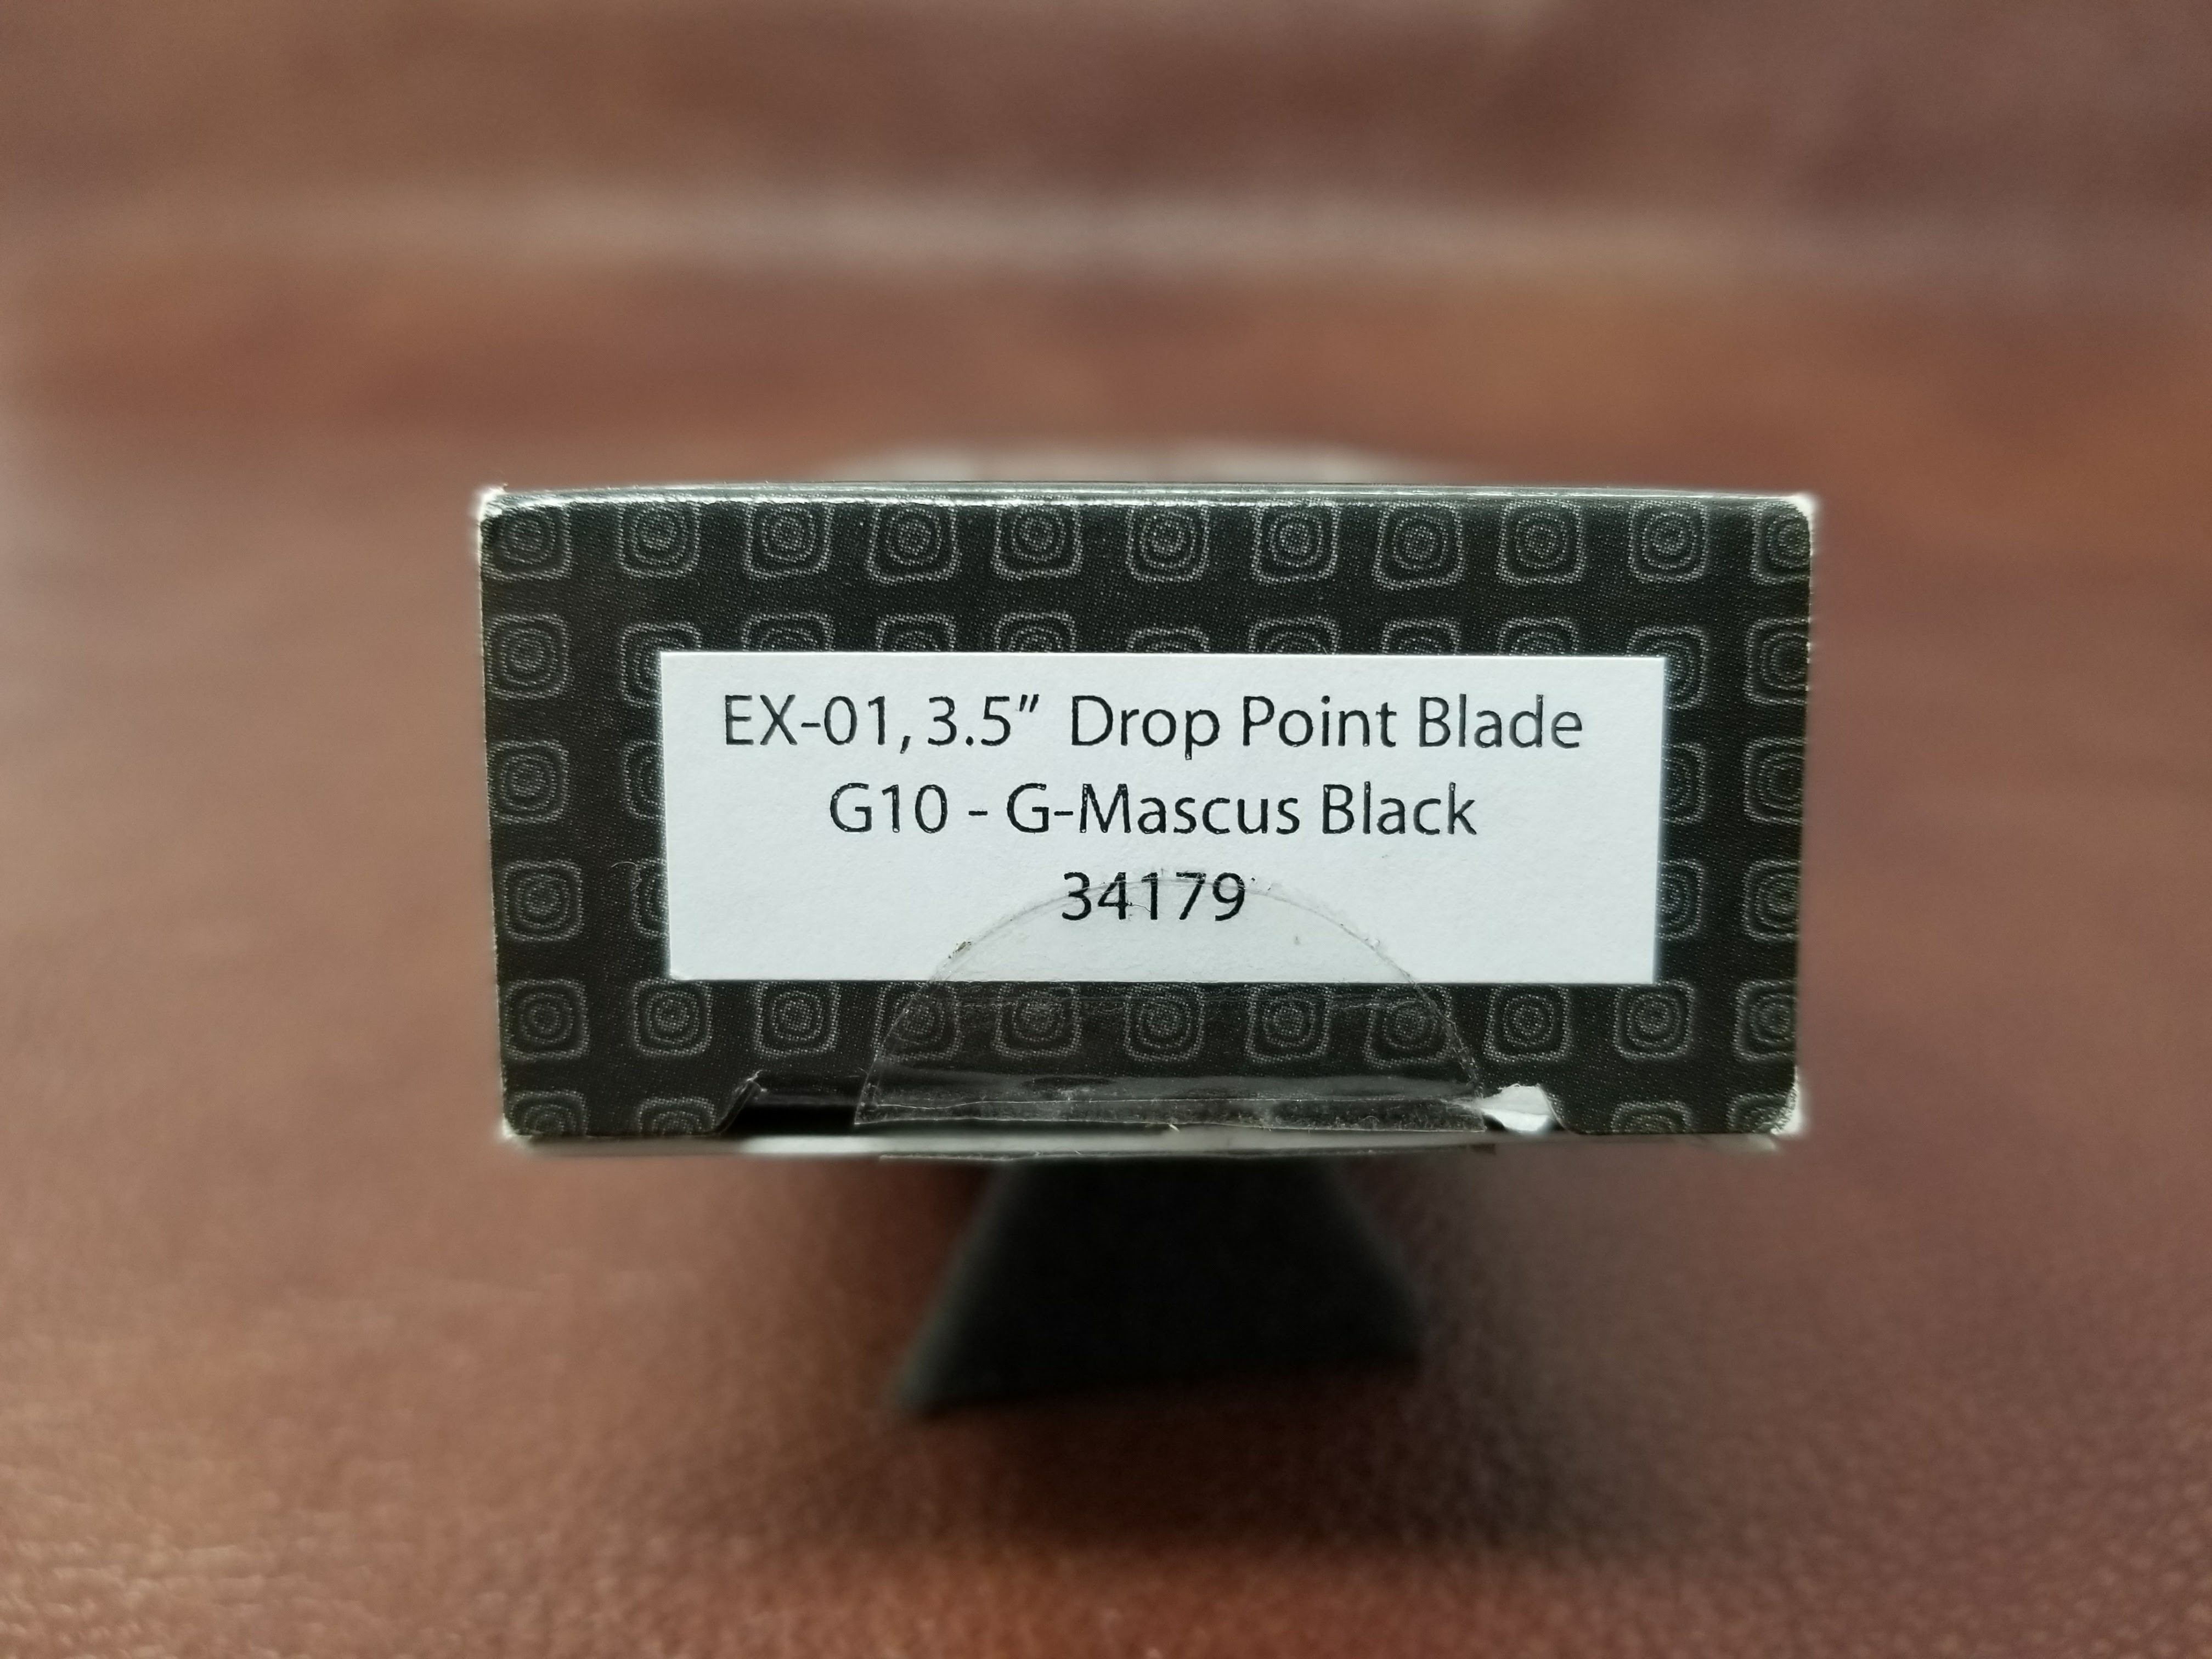 EX-01, 3.5” Drop Point Blade
G10 - G-Mascus Black
34179